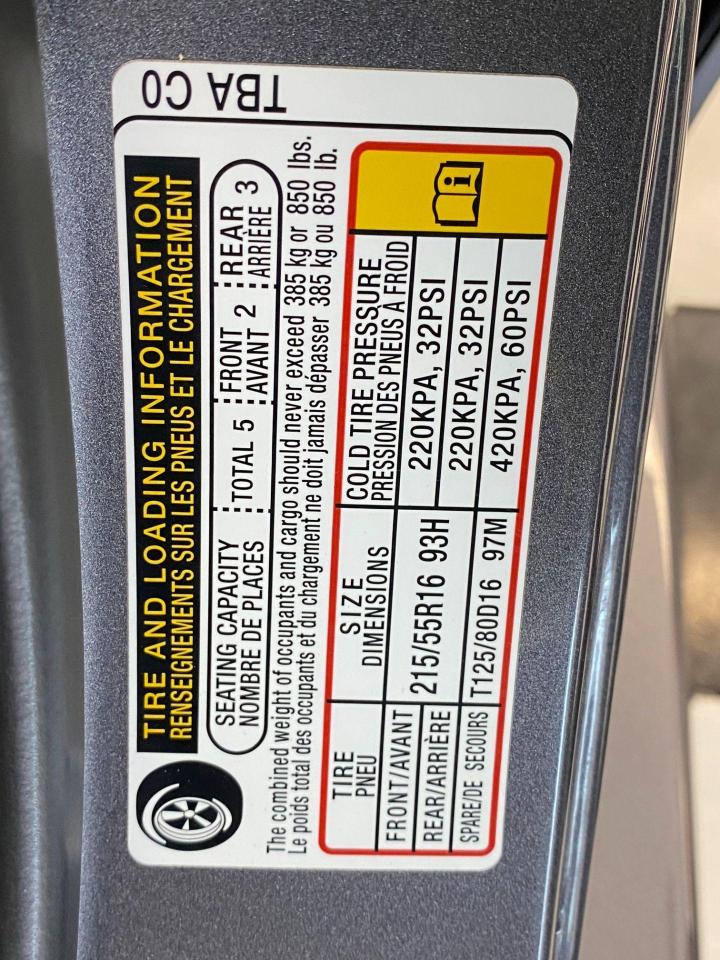 TBA C0
TIRE AND LOADING INFORMATION
RENSEIGNEMENTS SUR LES PNEUS ET LE CHARGEMENT
SEATING CAPACITY
NOMBRE DE PLACES
TOTAL 5
FRONT
AVANT 2
REAR
ARRIÈRE 3
The combined weight of occupants and cargo should never exceed 385 kg or 850 lbs.
Le poids total des occupants et du chargement ne doit jamais dépasser 385 kg ou 850 lb.
TIRE
PNEU
SIZE
DIMENSIONS
COLD TIRE PRESSURE
PRESSION DES PNEUS À FROID
FRONT/AVANT
215/55R16 93H
220KPA, 32PSI
REAR/ARRIÈRE
220KPA, 32PSI
SPARE/DE SECOURS
T125/80D16 97M
420KPA, 60PSI